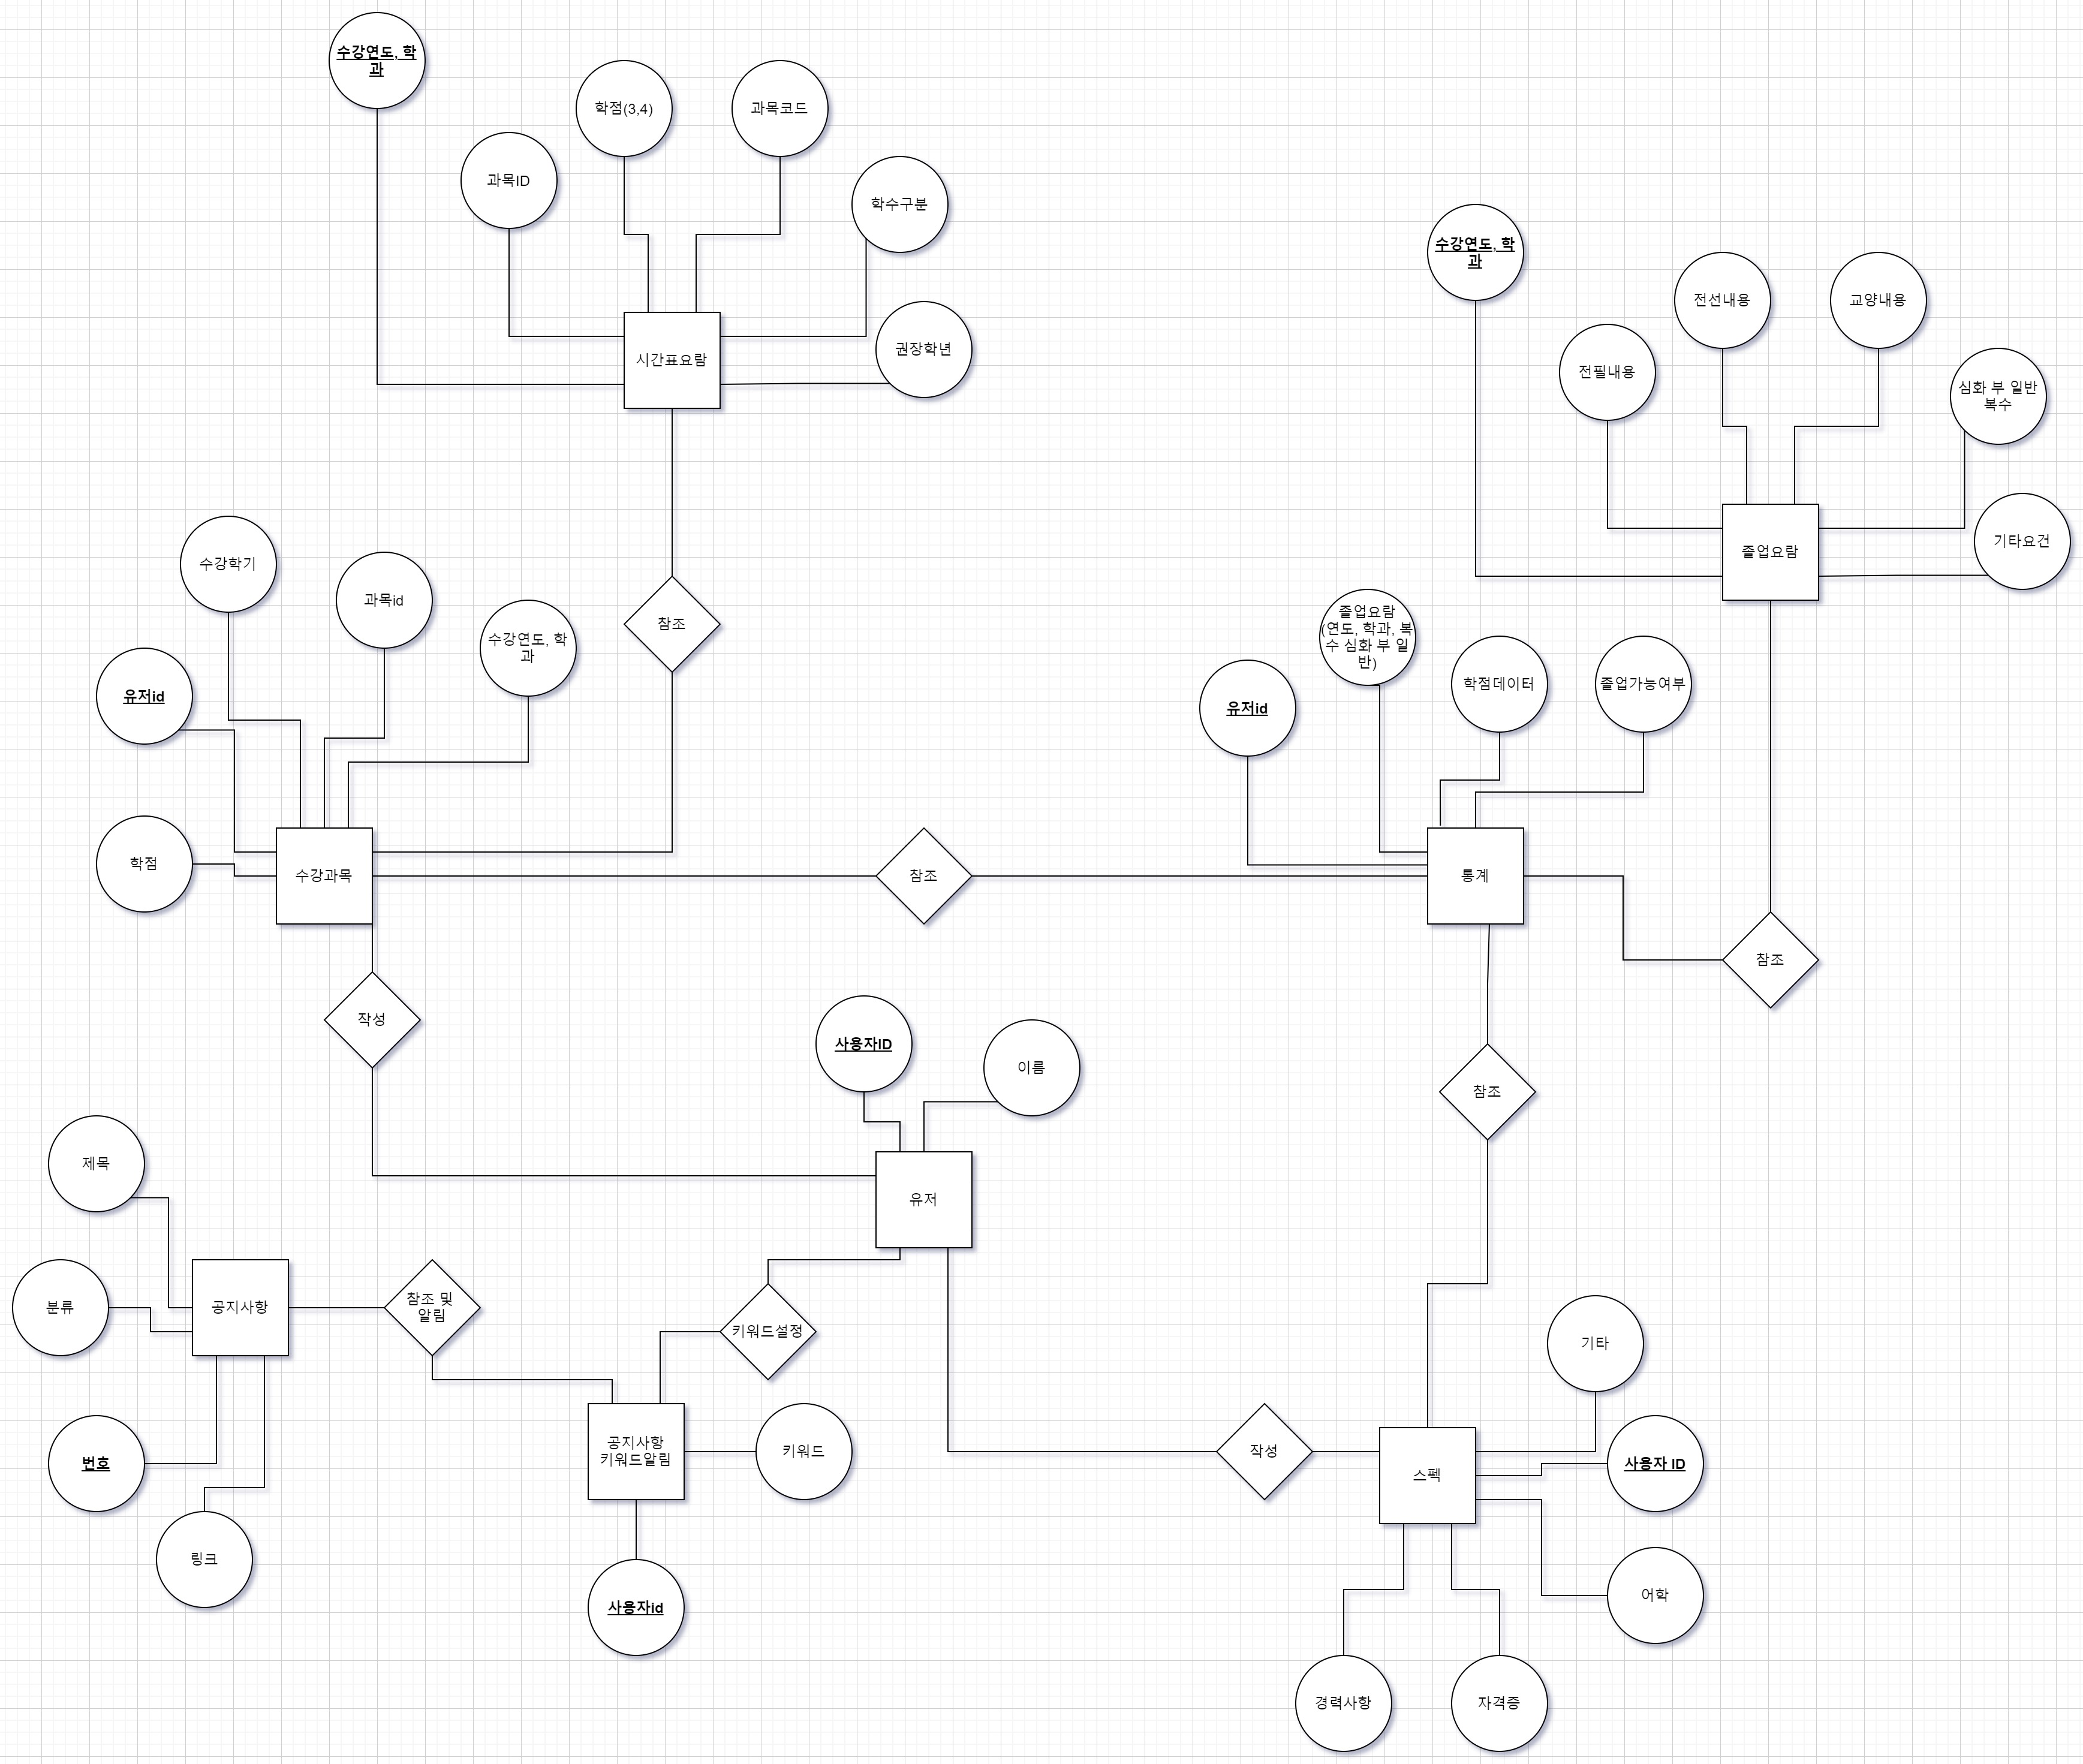 수강연도, 학
과
학점(3,4)
과목코드
과목ID
학수구분
권장학년
시간표요람
수강연도, 학
과
전선내용
교양내용
전필내용
심화 부 일반
복수
기타요건
졸업요람
참조
수강학기
과목id
수강연도, 학
과
유저id
학점
수강과목
졸업요람
(연도, 학과, 복
수 심화 부 일
반)
학점데이터
졸업가능여부
유저id
참조
통계
참조
작성
사용자ID
이름
참조
유저
제목
분류
공지사항
참조 및
알림
키워드설정
번호
링크
공지사항
키워드알림
키워드
사용자id
작성
스펙
기타
사용자 ID
어학
경력사항
자격증